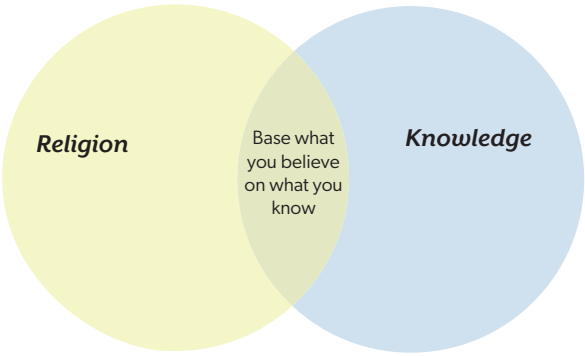 Religion
Base what
you believe
on what you
know
Knowledge